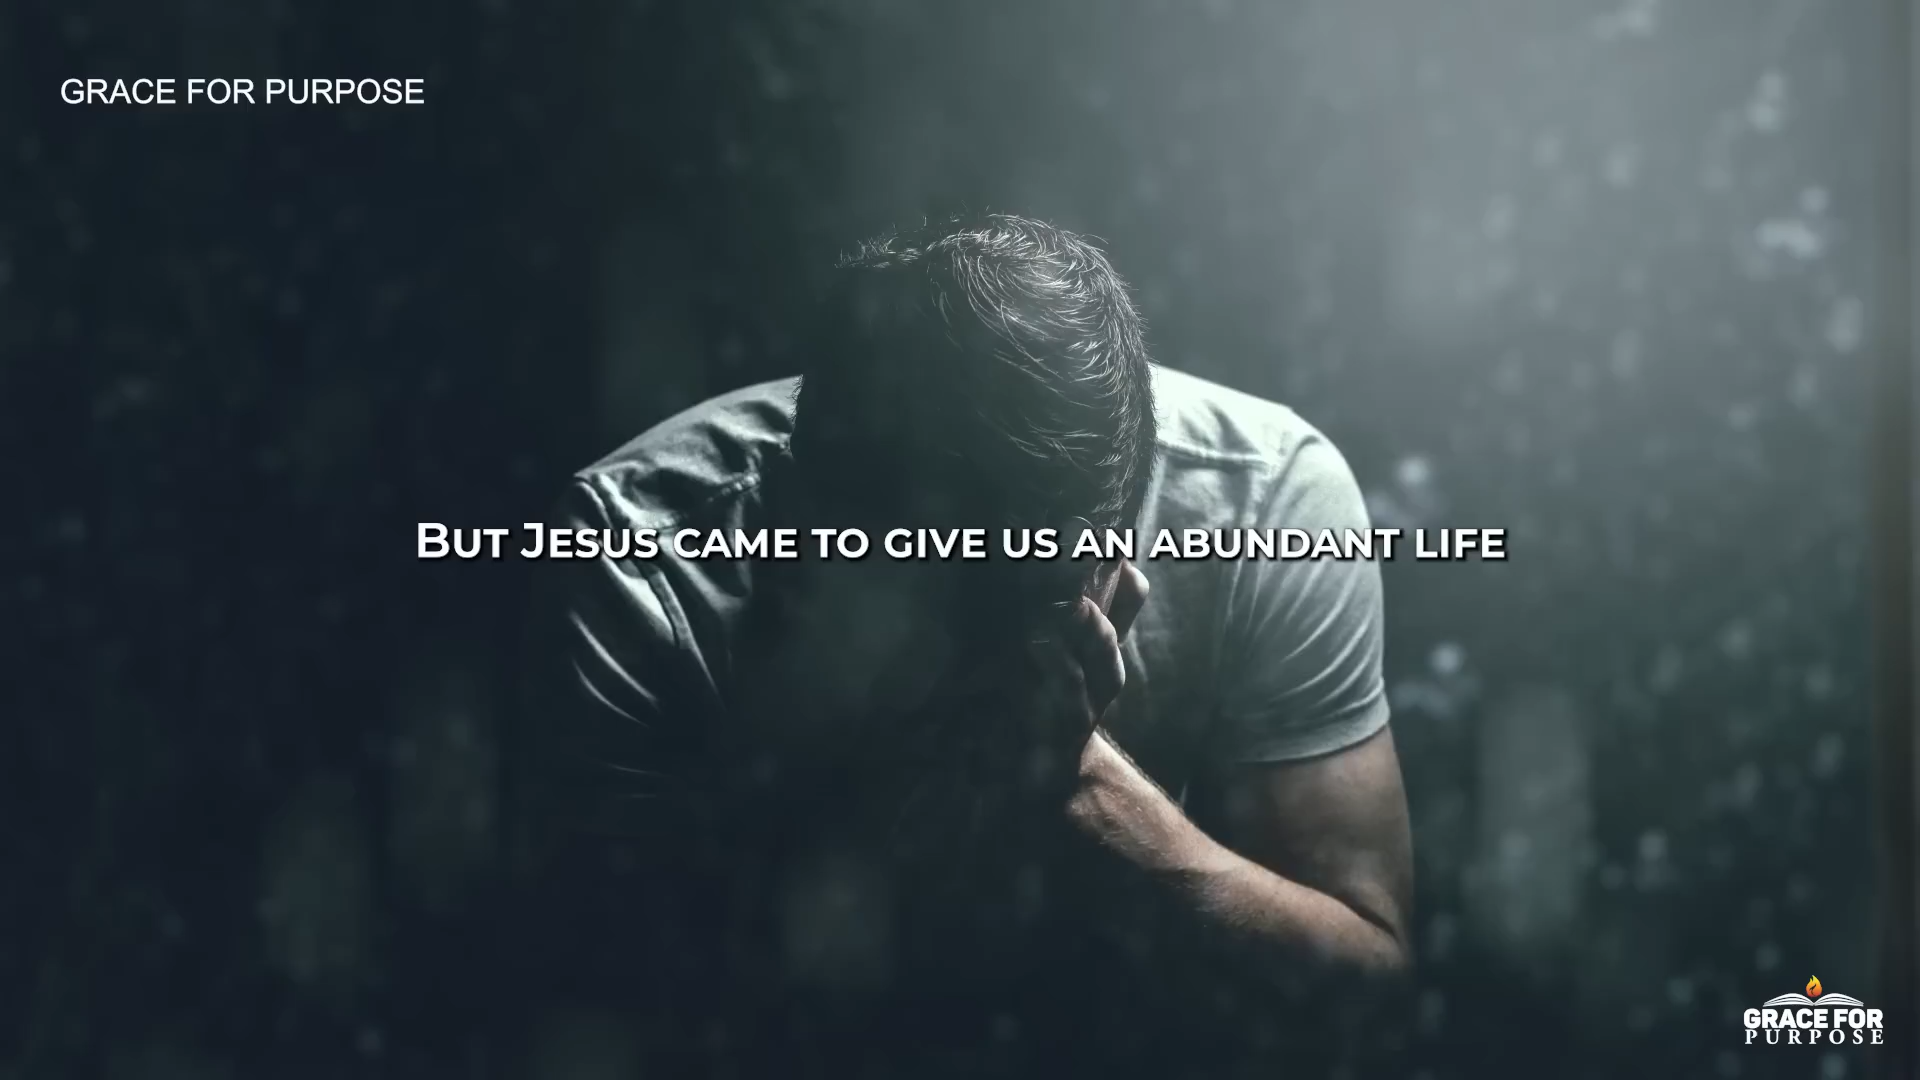 GRACE FOR PURPOSE
But Jesus came to give us an abundant life
GRACE FOR
PURPOSE